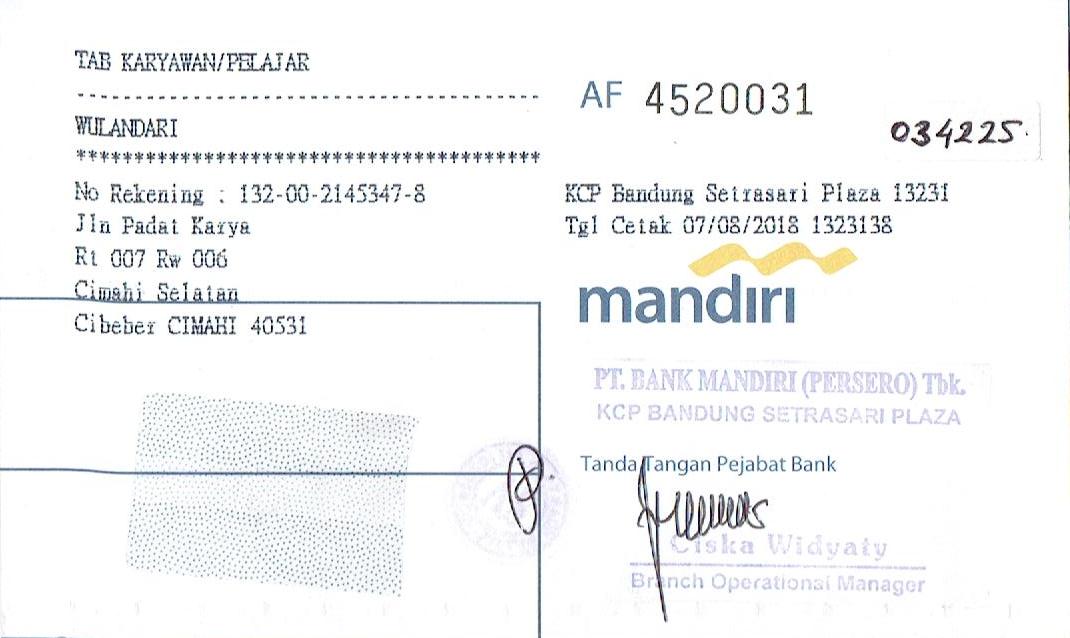 TAB KARYAWAN/PELAJAR
----------------------------------------
WULANDARI
****************************************
No Rekening : 132-00-2145347-8
Jln Padat Karya
Rt 007 Rw 006
Cimahi Selatan
Cibeber CIMAHI 40531
AF 4520031
034225.
KCP Bandung Setrasari Plaza 13231
Tgl Cetak 07/08/2018 1323138
mandiri
PT. BANK MANDIRI (PERSERO) Tbk.
KCP BANDUNG SETRASARI PLAZA
Tanda Tangan Pejabat Bank
Ciska Widyaty
Branch Operational Manager